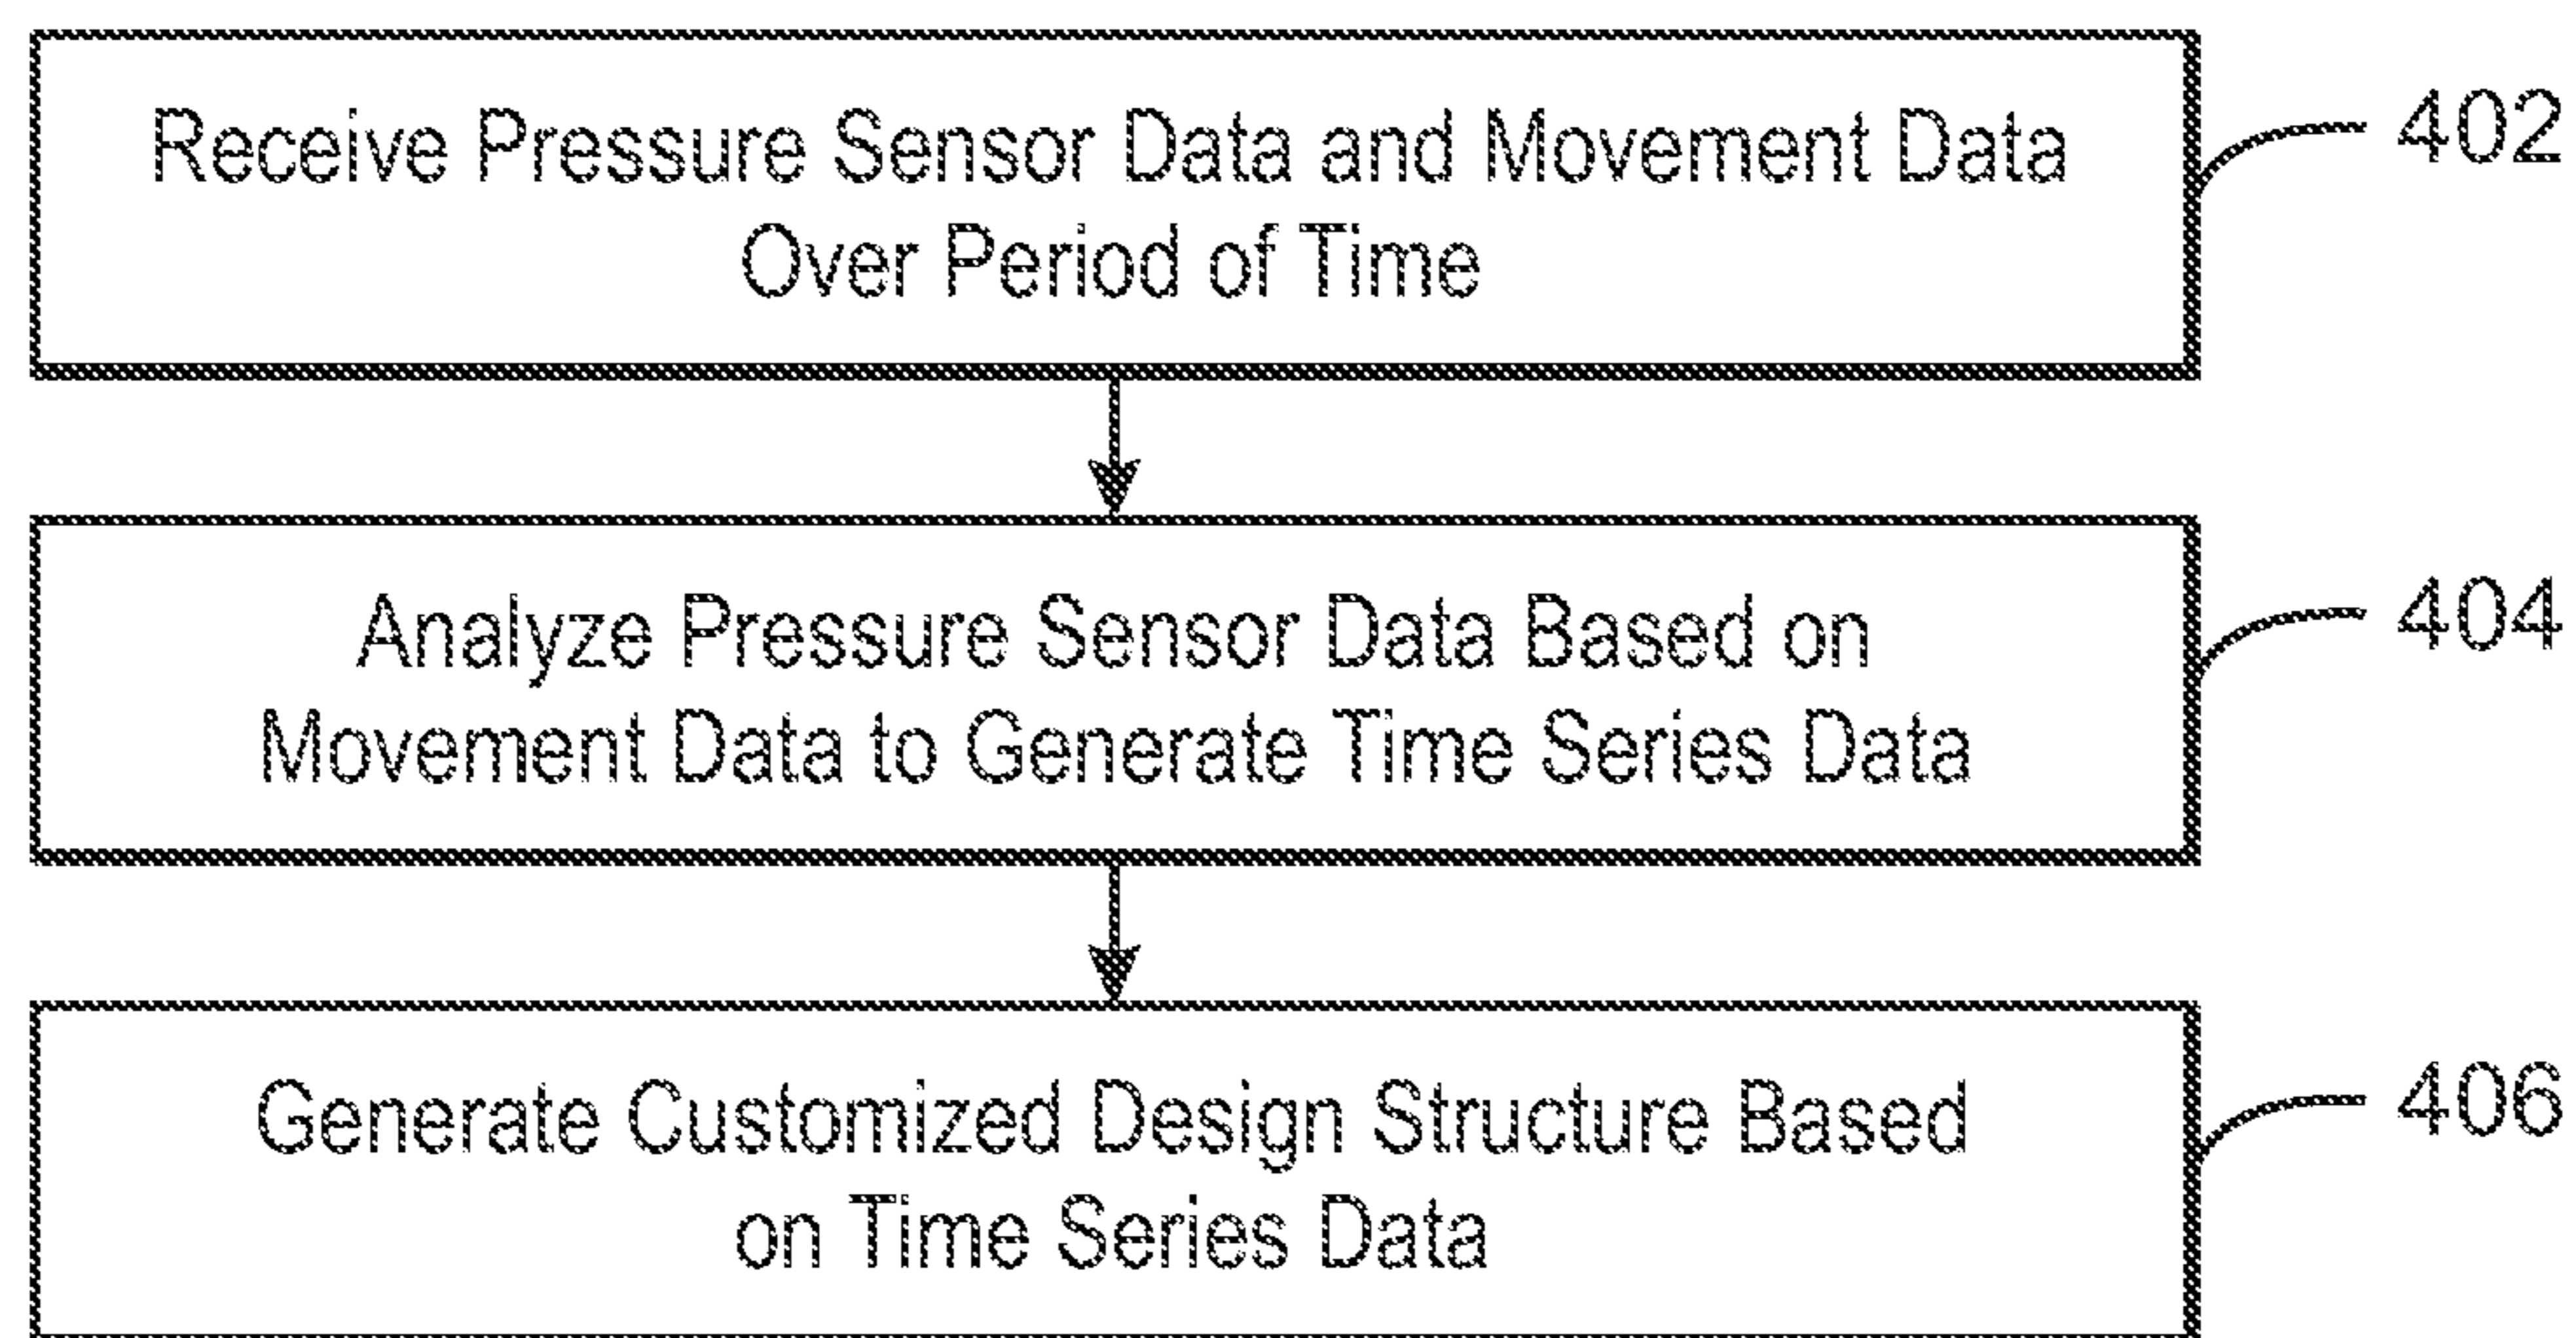 Receive Pressure Sensor Data and Movement Data
Over Period of Time
402
Analyze Pressure Sensor Data Based on
Movement Data to Generate Time Series Data
404
Generate Customized Design Structure Based
on Time Series Data
406